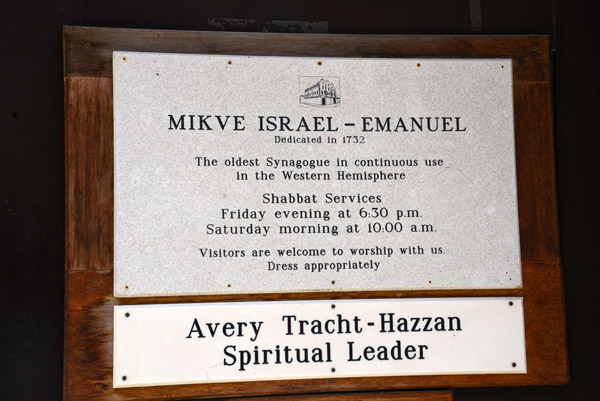 MIKVE ISRAEL – EMANUEL
Dedicated in 1732
The oldest Synagogue in continuous use
in the Western Hemisphere
Shabbat Services
Friday evening at 6:30 p.m.
Saturday morning at 10:00 a.m.
Visitors are welcome to worship with us.
Dress appropriately
Avery Tracht-Hazzan
Spiritual Leader